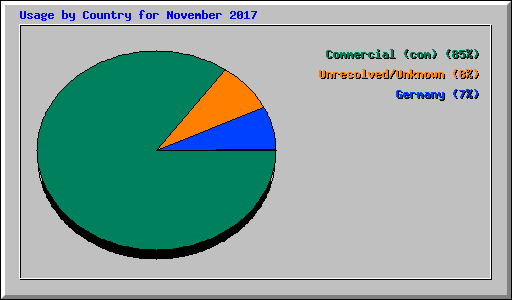 Usage by Country for November 2017
Commercial (com) (85%)
Unresolved/Unknown (8%)
Germany (7%)